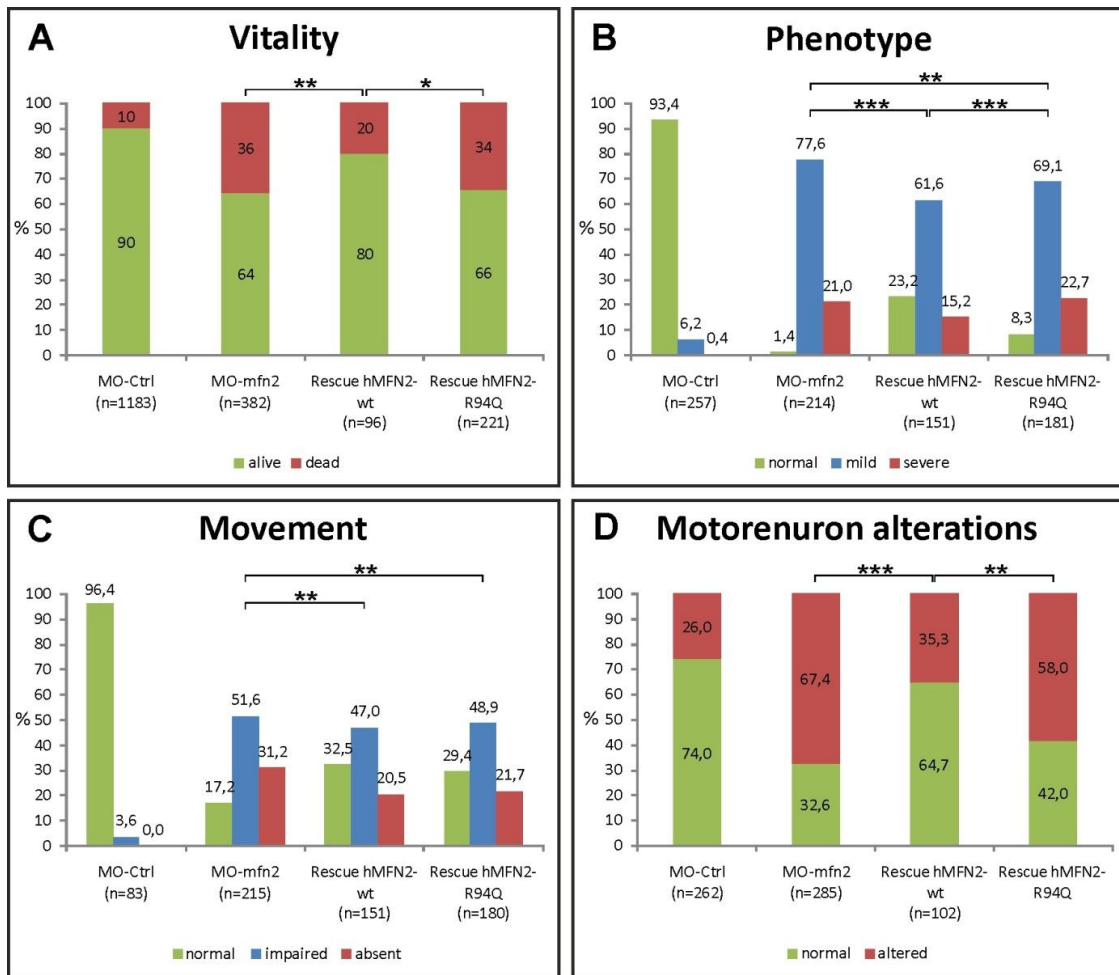 A
Vitality
**
*
100
90
80
70
60
50
40
30
20
10
0
%
10
90
36
64
20
80
34
66
MO-Ctrl
(n=1183)
MO-mfn2
(n=382)
Rescue hMFN2-
wt
(n=96)
Rescue hMFN2-
R94Q
(n=221)
alive dead
B
Phenotype
**
***
***
100
90
80
70
60
50
40
30
20
10
0
%
93,4
6,2
0,4
1,4
77,6
21,0
23,2
61,6
15,2
8,3
69,1
22,7
MO-Ctrl
(n=257)
MO-mfn2
(n=214)
Rescue hMFN2-
wt
(n=151)
Rescue hMFN2-
R94Q
(n=181)
normal mild severe
C
Movement
**
**
100
90
80
70
60
50
40
30
20
10
0
%
96,4
3,6
0,0
17,2
51,6
31,2
32,5
47,0
20,5
29,4
48,9
21,7
MO-Ctrl
(n=83)
MO-mfn2
(n=215)
Rescue hMFN2-
wt
(n=151)
Rescue hMFN2-
R94Q
(n=180)
normal impaired absent
D
Motorenuron alterations
***
**
100
90
80
70
60
50
40
30
20
10
0
%
26,0
74,0
67,4
32,6
35,3
64,7
58,0
42,0
MO-Ctrl
(n=262)
MO-mfn2
(n=285)
Rescue hMFN2-
wt
(n=102)
Rescue hMFN2-
R94Q
normal altered